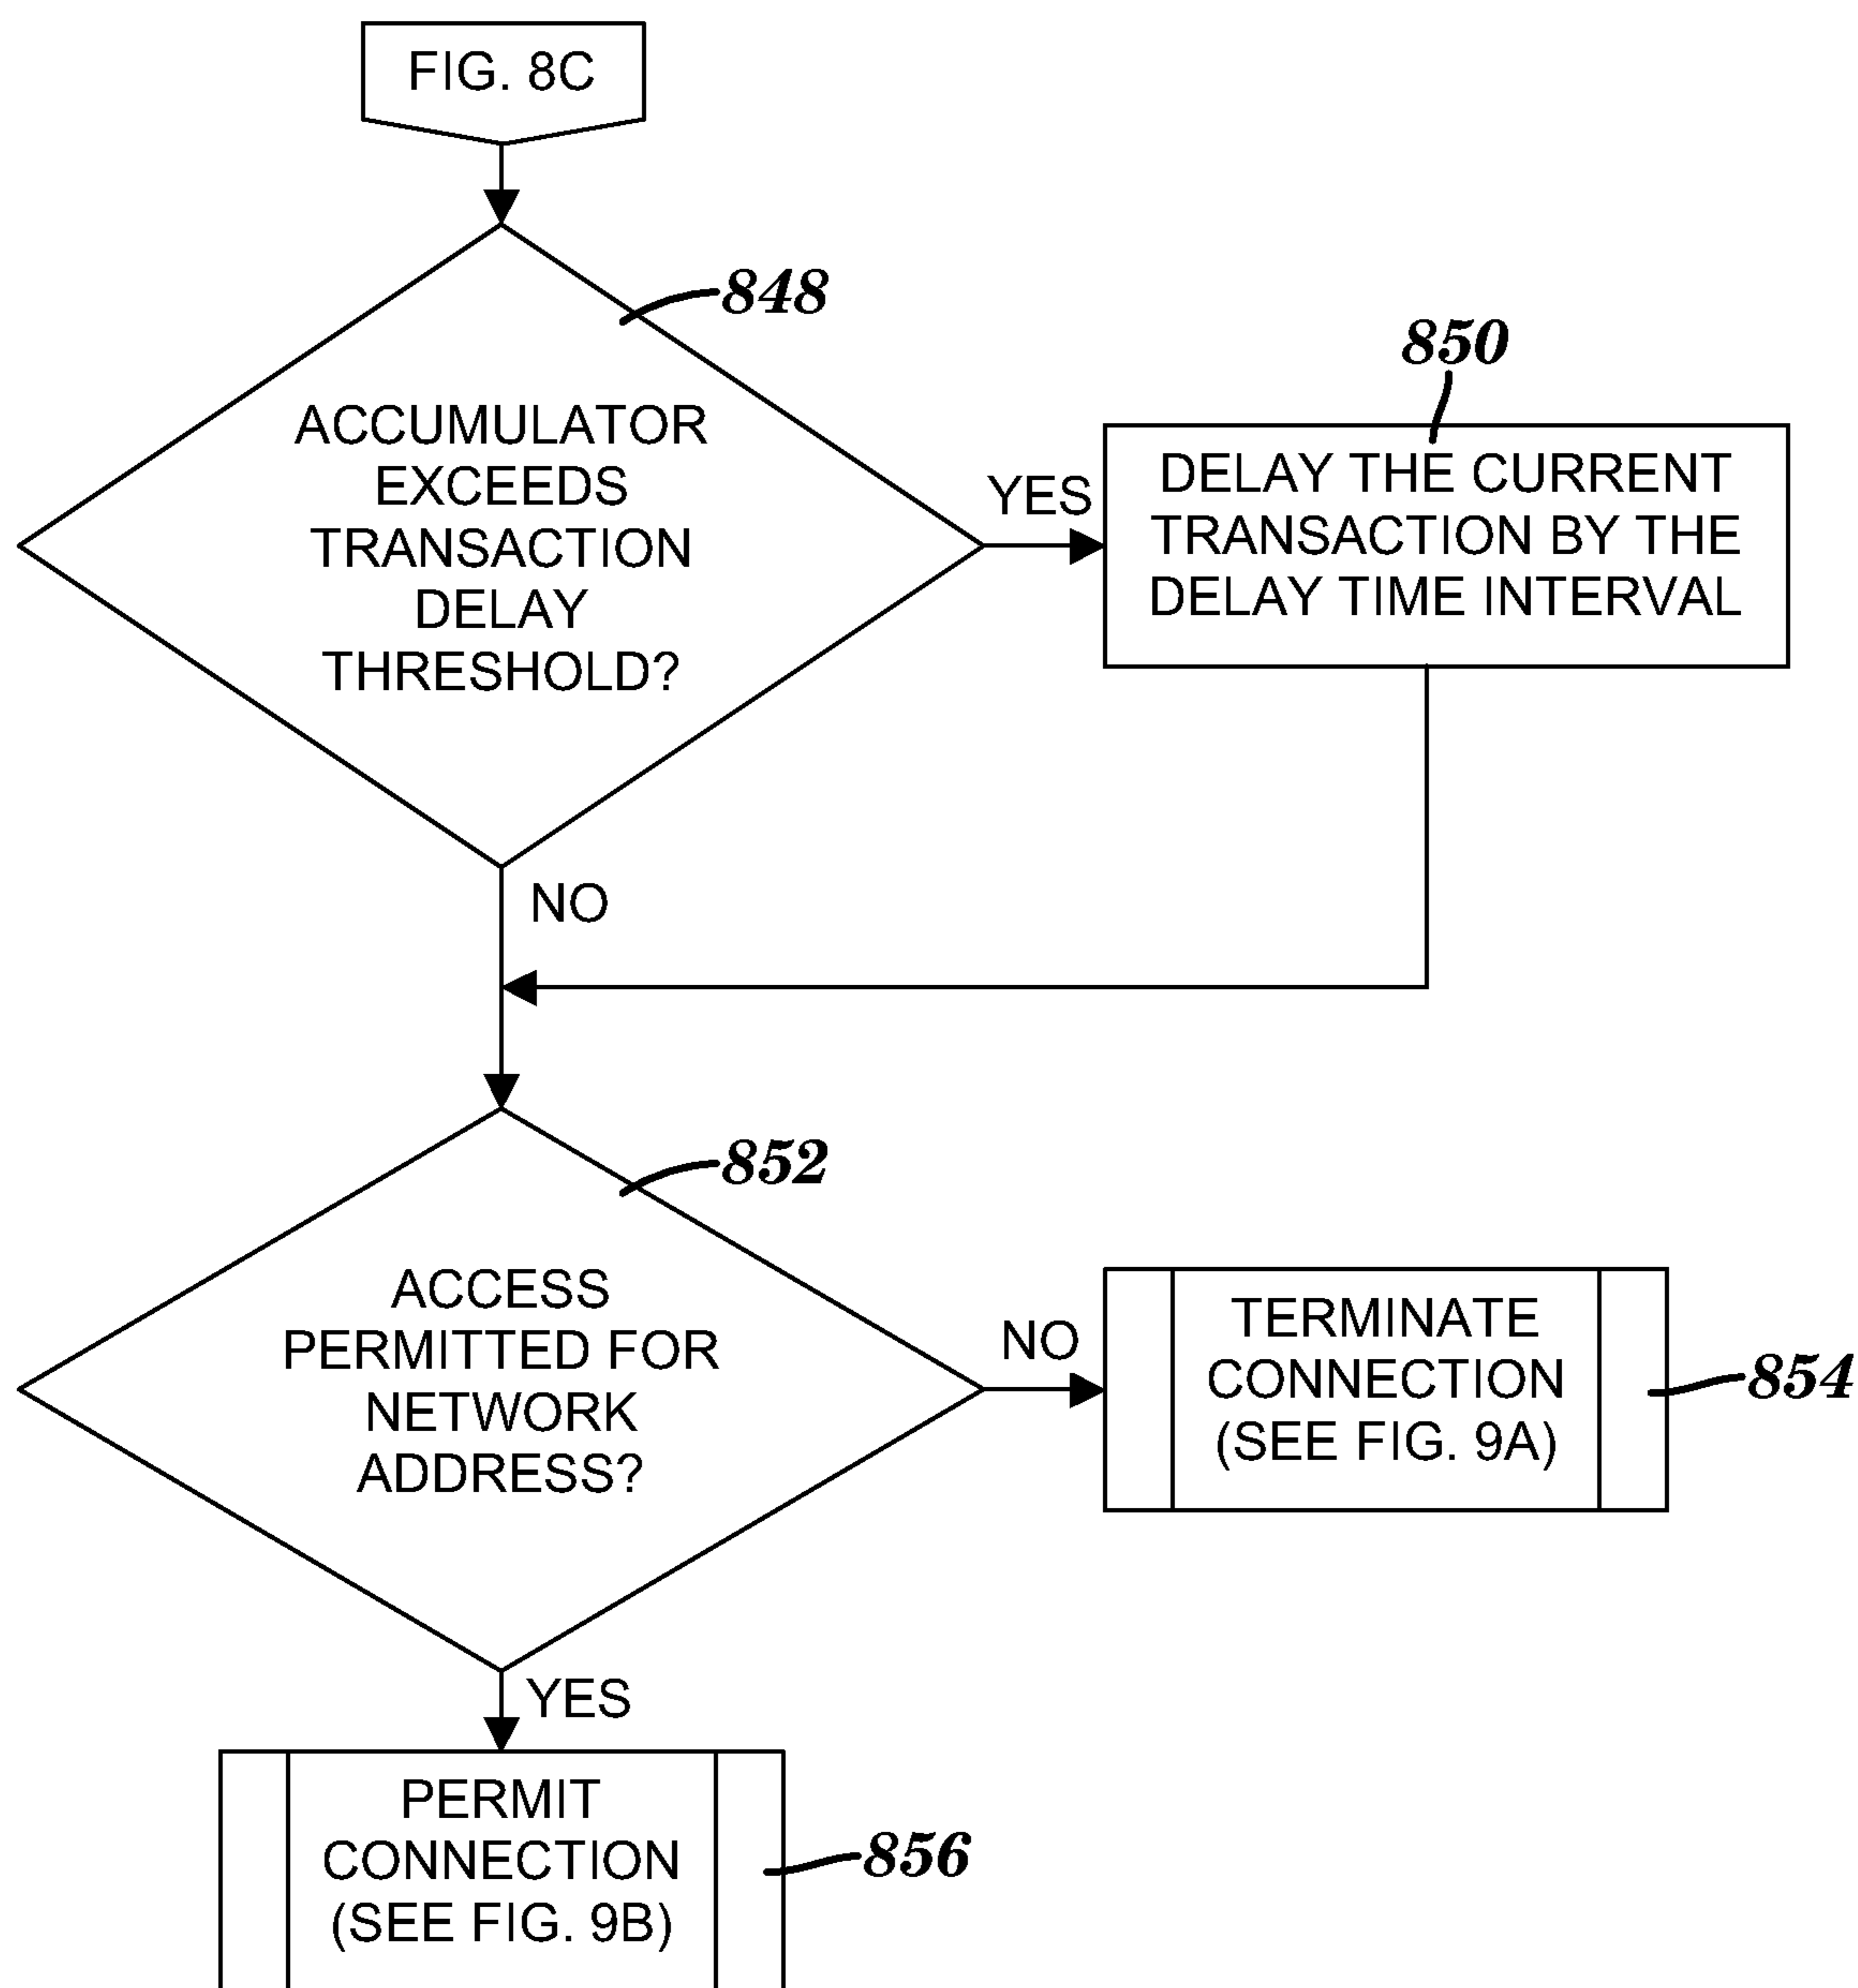 FIG. 8C
848
ACCUMULATOR
EXCEEDS
TRANSACTION
DELAY
THRESHOLD?
YES
850
DELAY THE CURRENT
TRANSACTION BY THE
DELAY TIME INTERVAL
NO
852
ACCESS
PERMITTED FOR
NETWORK
ADDRESS?
NO
TERMINATE
CONNECTION
(SEE FIG. 9A)
854
YES
PERMIT
CONNECTION
(SEE FIG. 9B)
856